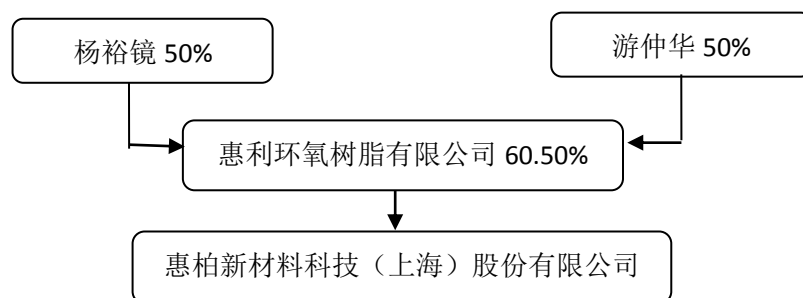 杨裕镜 50%
游仲华 50%
惠利环氧树脂有限公司 60.50%
惠柏新材料科技（上海）股份有限公司